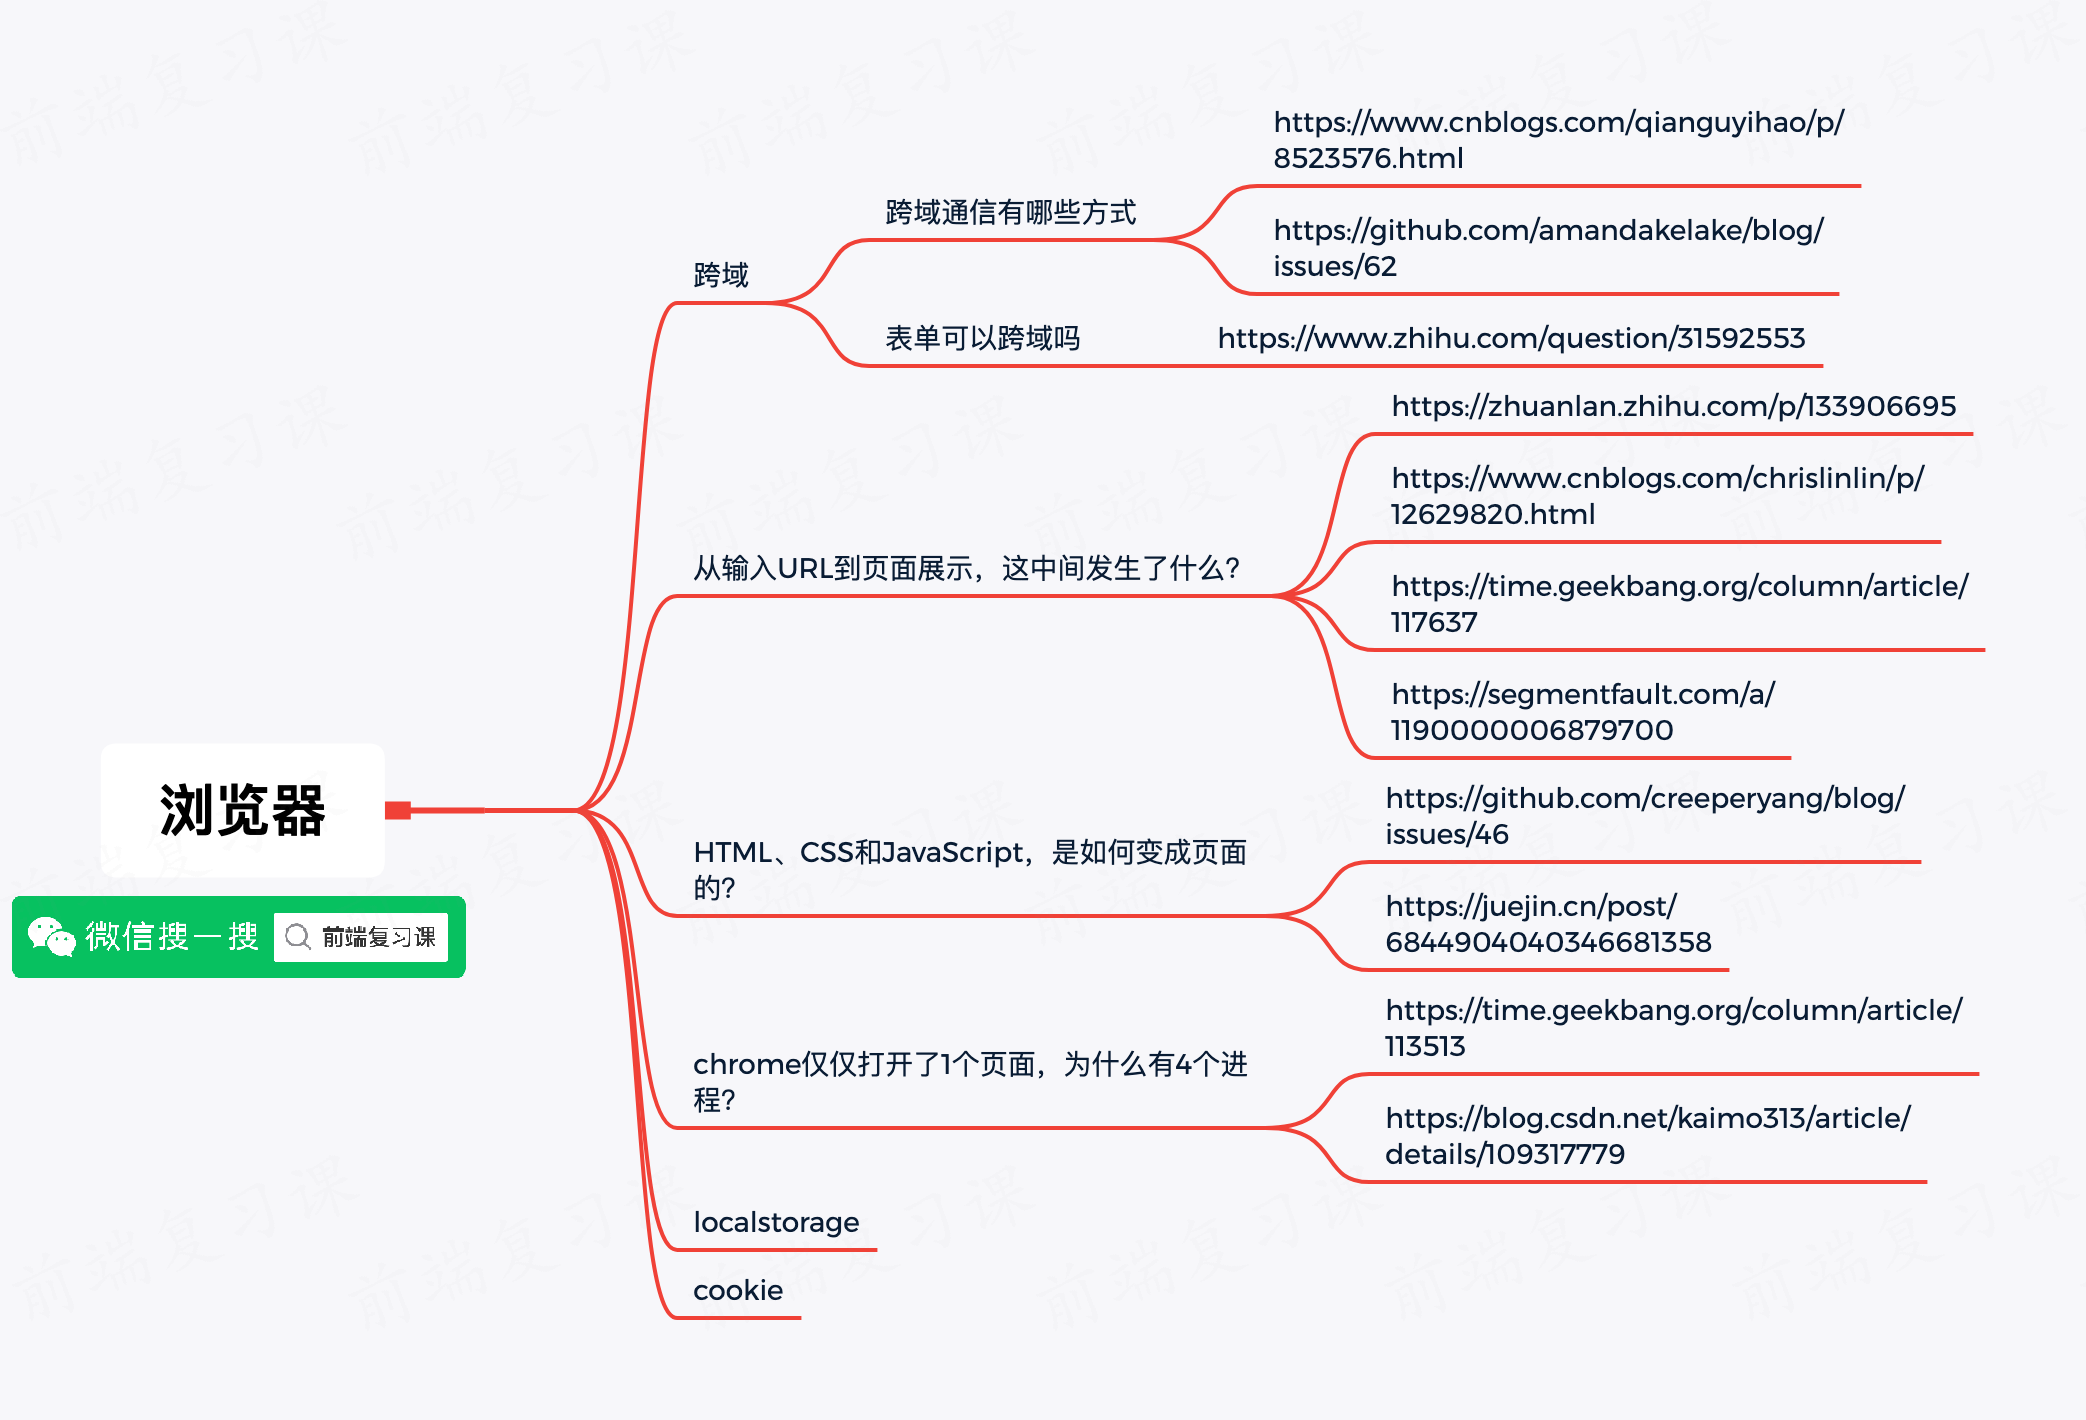 浏览器
微信搜一搜 前端复习课
跨域
跨域通信有哪些方式
https://www.cnblogs.com/qianguyihao/p/
8523576.html
https://github.com/amandakelake/blog/
issues/62
表单可以跨域吗
https://www.zhihu.com/question/31592553
从输入URL到页面展示，这中间发生了什么？
https://zhuanlan.zhihu.com/p/133906695
https://www.cnblogs.com/chrislinlin/p/
12629820.html
https://time.geekbang.org/column/article/
117637
https://segmentfault.com/a/
1190000006879700
HTML、CSS和JavaScript，是如何变成页面
的？
https://github.com/creeperyang/blog/
issues/46
https://juejin.cn/post/
6844904040346681358
chrome仅仅打开了1个页面，为什么有4个进
程？
https://time.geekbang.org/column/article/
113513
https://blog.csdn.net/kaimo313/article/
details/109317779
localstorage
cookie